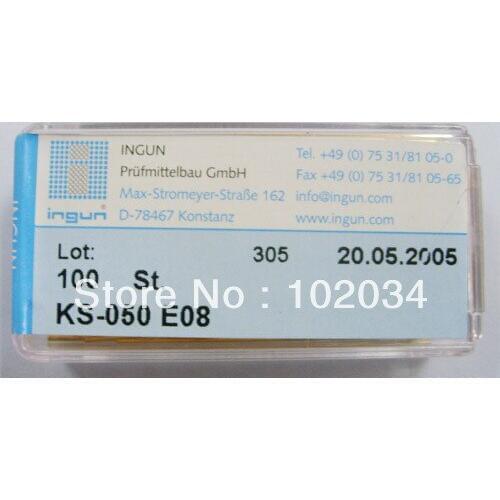 INGUN
Prüfmittelbau GmbH
Max-Stromeyer-Straße 162
D-78467 Konstanz
Tel. +49 (0) 75 31/81 05-0
Fax +49 (0) 75 31/81 05-65
info@ingun.com
www.ingun.com
ingun
INGUN
Lot: 305 20.05.2005
100 St
KS-050 E08
Store No : 102034